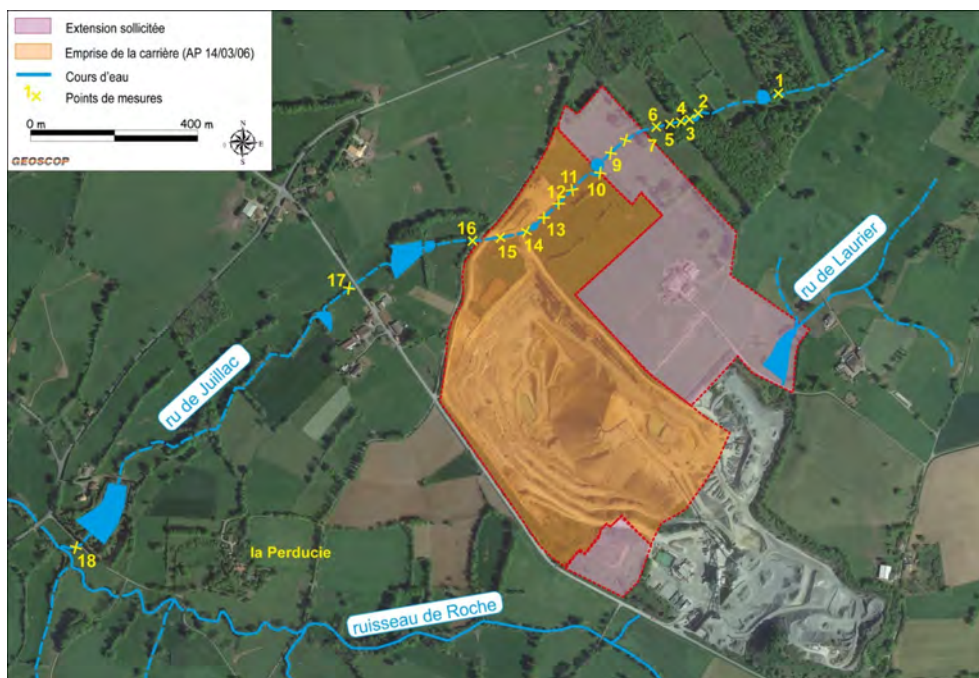 Extension sollicitée
Emprise de la carrière (AP 14/03/06)
Cours d'eau
1 Points de mesures
0 m 400 m
N
O E
S
GEOSCOP
1
2
3
4
5
6
7
9
10
11
12
13
14
15
16
17
18
ru de Laurier
ru de Juillac
la Perducie
ruisseau de Roche